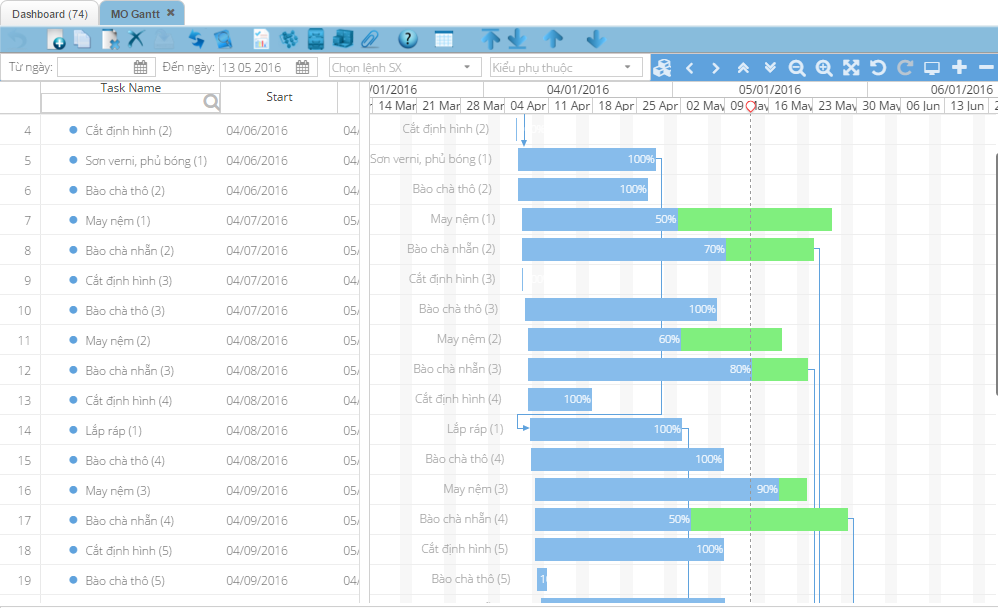 Dashboard (74) MO Gantt
Từ ngày: Đến ngày: 13 05 2016 Chọn lệnh SX Kiểu phụ thuộc
Task Name Start
/01/2016 04/01/2016 05/01/2016 06/01/2016
14 Mar 21 Mar 28 Mar 04 Apr 11 Apr 18 Apr 25 Apr 02 May 09 May 16 May 23 May 30 May 06 Jun 13 Jun 2
4 Cắt định hình (2) 04/06/2016 04/ Cắt định hình (2)
5 Sơn verni, phủ bóng (1) 04/06/2016 04/ Sơn verni, phủ bóng (1) 100%
6 Bào chà thô (2) 04/06/2016 04/ Bào chà thô (2) 100%
7 May nệm (1) 04/07/2016 05/ May nệm (1) 50%
8 Bào chà nhẵn (2) 04/07/2016 05/ Bào chà nhẵn (2) 70%
9 Cắt định hình (3) 04/07/2016 04/ Cắt định hình (3)
10 Bào chà thô (3) 04/07/2016 05/ Bào chà thô (3) 100%
11 May nệm (2) 04/08/2016 05/ May nệm (2) 60%
12 Bào chà nhẵn (3) 04/08/2016 05/ Bào chà nhẵn (3) 80%
13 Cắt định hình (4) 04/08/2016 04/ Cắt định hình (4) 100%
14 Lắp ráp (1) 04/08/2016 05/ Lắp ráp (1) 100%
15 Bào chà thô (4) 04/08/2016 05/ Bào chà thô (4) 100%
16 May nệm (3) 04/09/2016 05/ May nệm (3) 90%
17 Bào chà nhẵn (4) 04/09/2016 05/ Bào chà nhẵn (4) 50%
18 Cắt định hình (5) 04/09/2016 05/ Cắt định hình (5) 100%
19 Bào chà thô (5) 04/09/2016 04/ Bào chà thô (5) 1